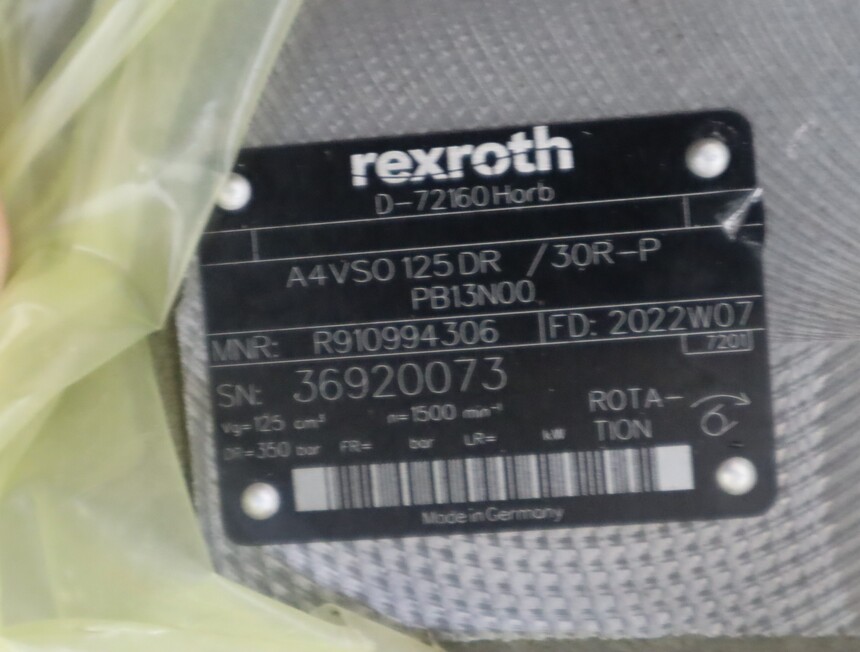 rexroth
D-72160 Horb
A4VSO 125 DR /30R-P
PB13N00
MNR: R910994306 FD: 2022W07
7201
SN: 36920073
Vg=125 cm³ n=1500 min⁻¹
DR=350 bar FR= bar LR= kW
ROTA-
TION
Made in Germany